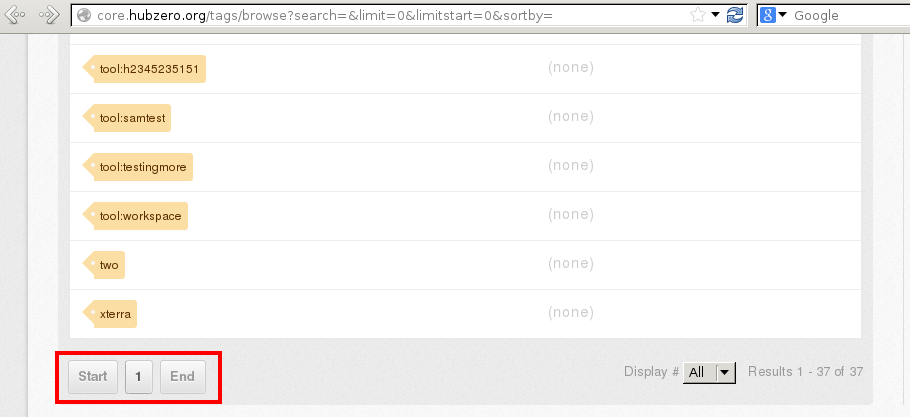 core.hubzero.org/tags/browse?search=&limit=0&limitstart=0&sortby=
Google
tool:h2345235151 (none)
tool:samtest (none)
tool:testingmore (none)
tool:workspace (none)
two (none)
xterra (none)
Start 1 End Display # All Results 1 - 37 of 37